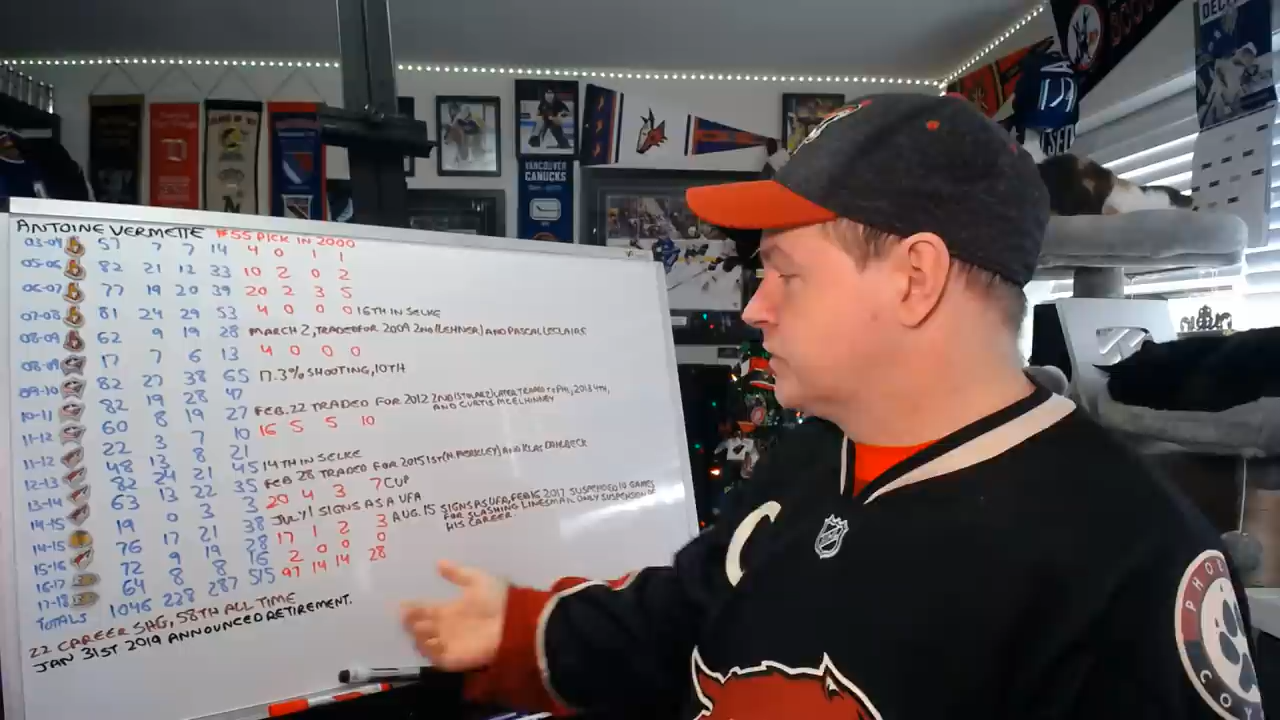 ANTOINE VERMETTE #55 PICK IN 2000
03-04 57 7 7 14 4 0 1 1
05-06 82 21 12 33 10 2 0 2
06-07 77 19 20 39 20 2 3 5
07-08 81 24 29 53 4 0 0 0 16TH IN SELKE
08-09 62 9 19 28 MARCH 2, TRADED FOR 2009 2ND (LEHNER) AND PASCAL LECLAIRE
08-09 17 7 6 13 4 0 0 0
09-10 82 27 38 65 17.3% SHOOTING, 10TH
10-11 82 19 28 47
11-12 60 8 19 27 FEB. 22 TRADED FOR 2012 2ND LATER TRADED TO PHI, 2013 4TH,
AND CURTIS MCELHINNEY
11-12 22 3 7 10 16 5 5 10
12-13 48 13 8 21
13-14 82 24 21 45 14TH IN SELKE
14-15 63 13 22 35 FEB 28 TRADED FOR 2015 1ST (N. MERKLEY) AND KLAS DAHLBECK
14-15 19 0 3 3 20 4 3 7 CUP
15-16 76 17 21 38 JULY 1 SIGNS AS A UFA
16-17 72 9 19 28 17 1 2 3 AUG. 15 SIGNS AS UFA, FEB 16 2017 SUSPENDED 10 GAMES
FOR SLASHING LINESMAN. ONLY SUSPENSION OF
HIS CAREER.
17-18 64 8 8 16 2 0 0 0
TOTALS 1046 228 287 515 97 14 14 28
22 CAREER SHG, 58TH ALL TIME
JAN 31ST 2019 ANNOUNCED RETIREMENT.
VANCOUVER
CANUCKS
NHL
C
PHO
COY
DEC